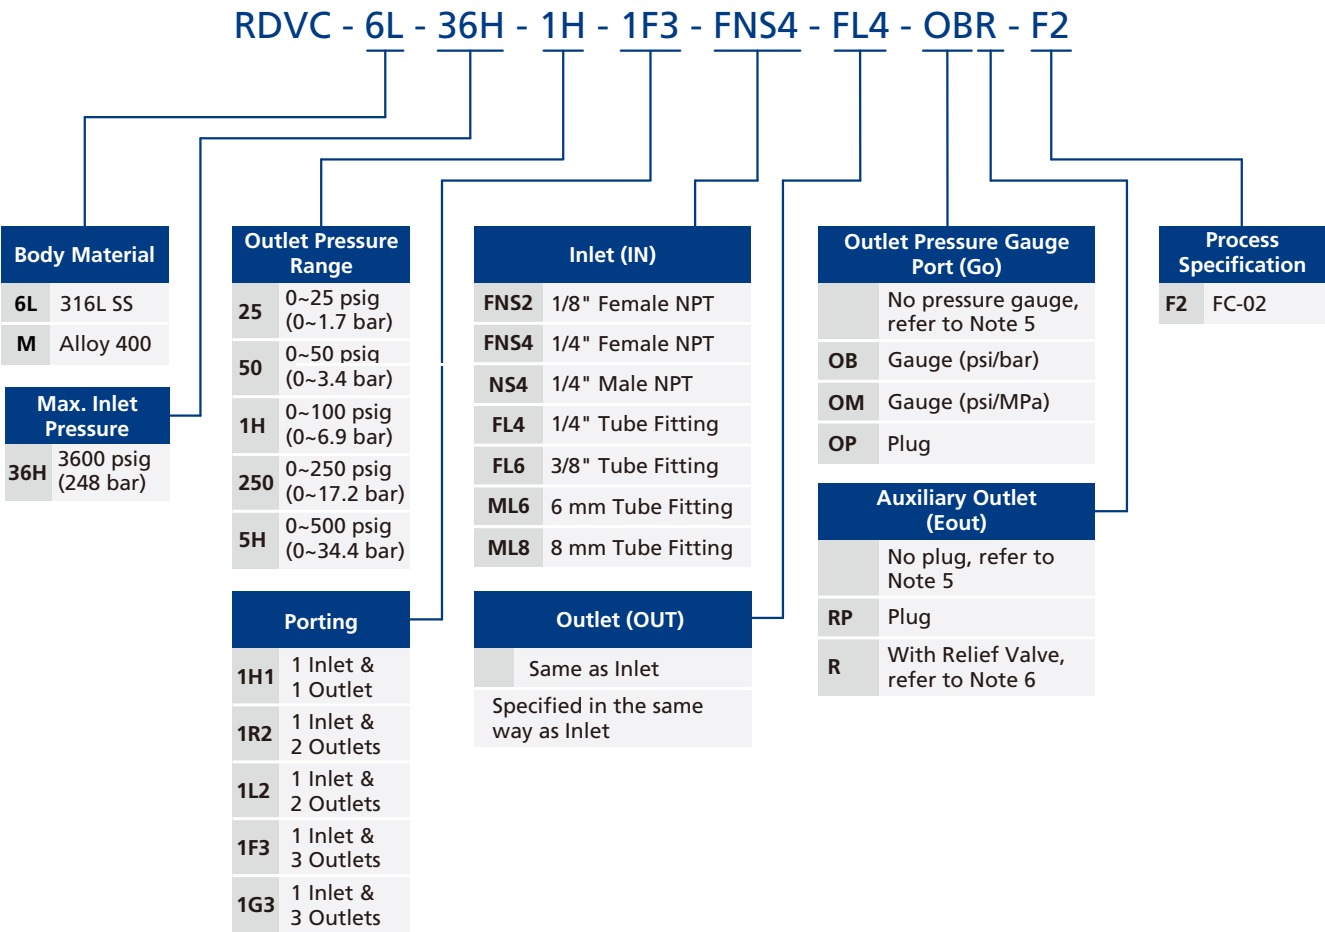 RDVC - 6L - 36H - 1H - 1F3 - FNS4 - FL4 - OBR - F2
Body Material
6L 316L SS
M Alloy 400
Max. Inlet
Pressure
36H 3600 psig
(248 bar)
Outlet Pressure
Range
25 0~25 psig
(0~1.7 bar)
50 0~50 psig
(0~3.4 bar)
1H 0~100 psig
(0~6.9 bar)
250 0~250 psig
(0~17.2 bar)
5H 0~500 psig
(0~34.4 bar)
Porting
1H1 1 Inlet &
1 Outlet
1R2 1 Inlet &
2 Outlets
1L2 1 Inlet &
2 Outlets
1F3 1 Inlet &
3 Outlets
1G3 1 Inlet &
3 Outlets
Inlet (IN)
FNS2 1/8" Female NPT
FNS4 1/4" Female NPT
NS4 1/4" Male NPT
FL4 1/4" Tube Fitting
FL6 3/8" Tube Fitting
ML6 6 mm Tube Fitting
ML8 8 mm Tube Fitting
Outlet (OUT)
Same as Inlet
Specified in the same
way as Inlet
Outlet Pressure Gauge
Port (Go)
No pressure gauge,
refer to Note 5
OB Gauge (psi/bar)
OM Gauge (psi/MPa)
OP Plug
Auxiliary Outlet
(Eout)
No plug, refer to
Note 5
RP Plug
R With Relief Valve,
refer to Note 6
Process
Specification
F2 FC-02